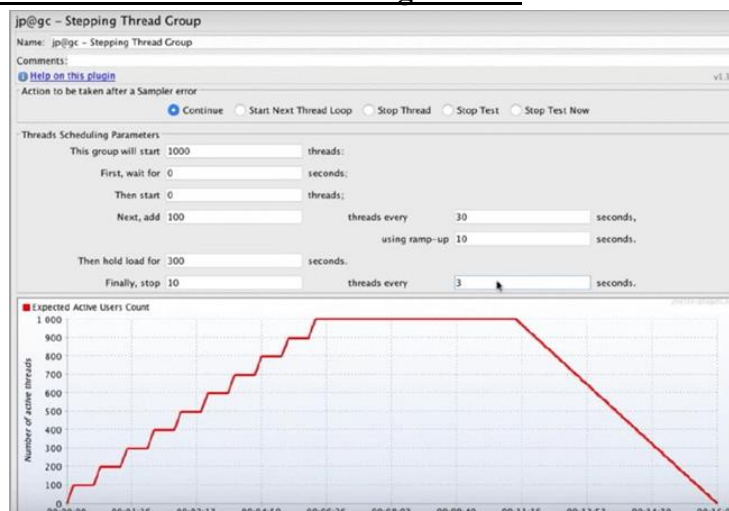 jp@gc - Stepping Thread Group
Name: jp@gc - Stepping Thread Group
Comments:
Help on this plugin
Action to be taken after a Sampler error
Continue Start Next Thread Loop Stop Thread Stop Test Stop Test Now
Threads Scheduling Parameters
This group will start 1000 threads:
First, wait for 0 seconds;
Then start 0 threads;
Next, add 100 threads every 30 seconds,
using ramp-up 10 seconds.
Then hold load for 300 seconds.
Finally, stop 10 threads every 3 seconds.
Expected Active Users Count
Number of active threads
1 000
900
800
700
600
500
400
300
200
100
0